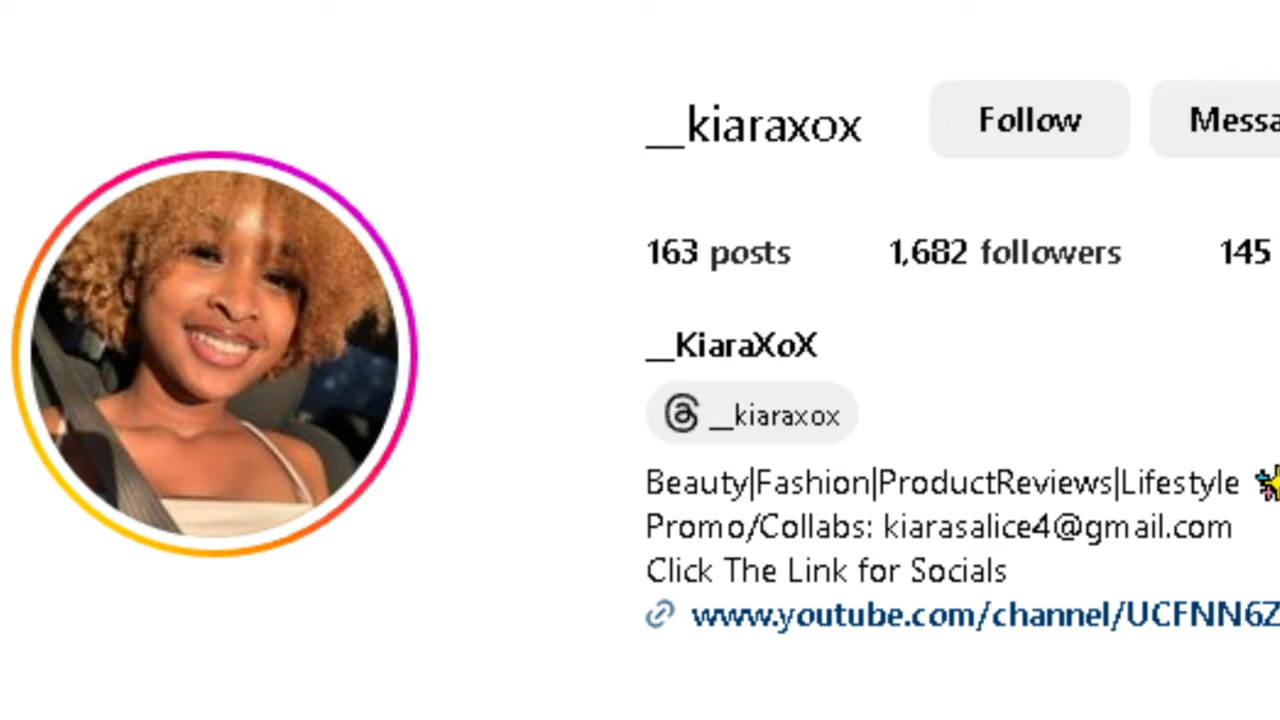 __kiaraxox Follow Messa
163 posts 1,682 followers 145
__KiaraXoX
__kiaraxox
Beauty|Fashion|ProductReviews|Lifestyle ✨
Promo/Collabs: kiarasalice4@gmail.com
Click The Link for Socials
www.youtube.com/channel/UCFNN6Z